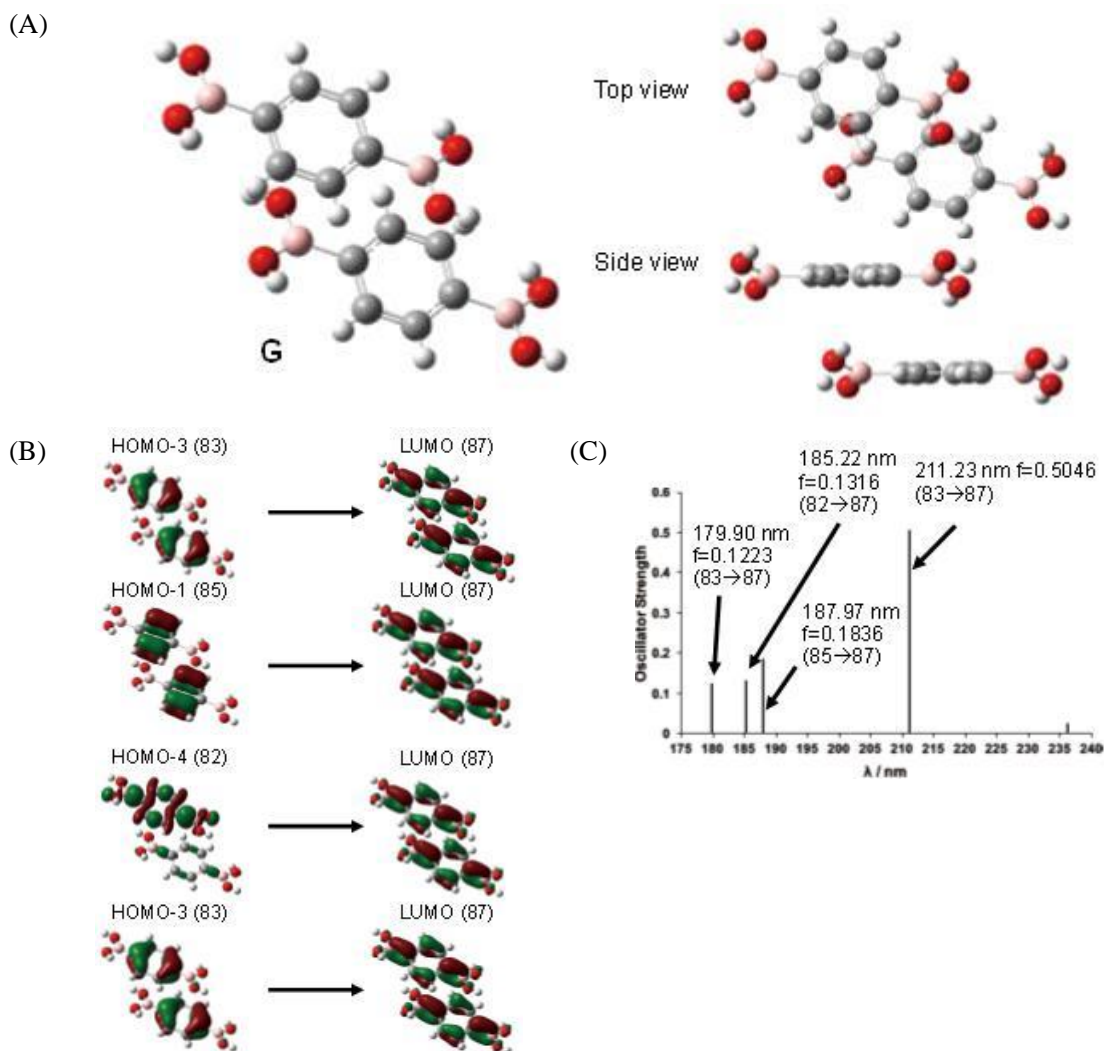 (A)
Top view
Side view
G
(B)
HOMO-3 (83)
LUMO (87)
HOMO-1 (85)
LUMO (87)
HOMO-4 (82)
LUMO (87)
HOMO-3 (83)
LUMO (87)
(C)
185.22 nm
f=0.1316
(82→87)
211.23 nm f=0.5046
(83→87)
179.90 nm
f=0.1223
(83→87)
187.97 nm
f=0.1836
(85→87)
Oscillator Strength
0.6
0.5
0.4
0.3
0.2
0.1
0
175 180 185 190 195 200 205 210 215 220 225 230 235 240
λ / nm